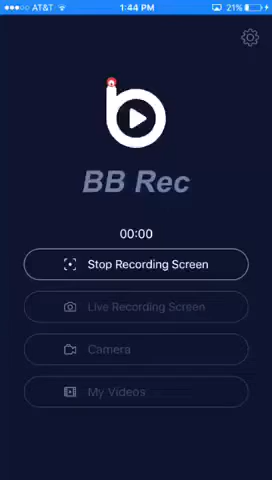 AT&T 1:44 PM 21%
BB Rec
00:00
Stop Recording Screen
Live Recording Screen
Camera
My Videos